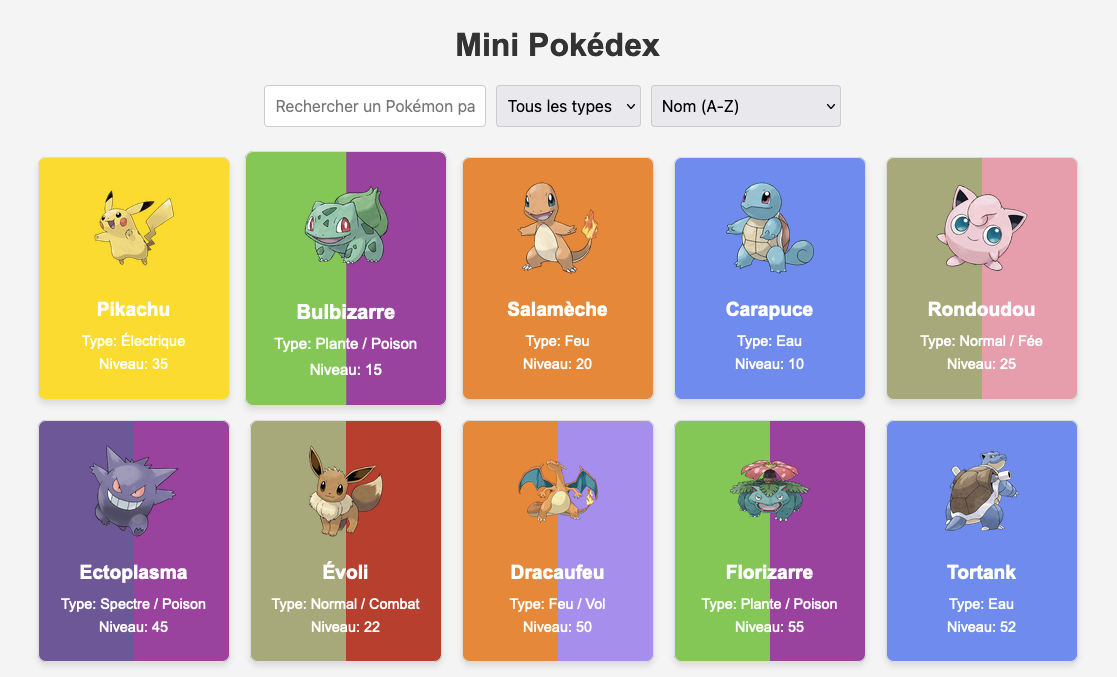 Mini Pokédex
Rechercher un Pokémon pa
Tous les types
Nom (A-Z)
Pikachu
Type: Électrique
Niveau: 35
Bulbizarre
Type: Plante / Poison
Niveau: 15
Salamèche
Type: Feu
Niveau: 20
Carapuce
Type: Eau
Niveau: 10
Rondoudou
Type: Normal / Fée
Niveau: 25
Ectoplasma
Type: Spectre / Poison
Niveau: 45
Évoli
Type: Normal / Combat
Niveau: 22
Dracaufeu
Type: Feu / Vol
Niveau: 50
Florizarre
Type: Plante / Poison
Niveau: 55
Tortank
Type: Eau
Niveau: 52